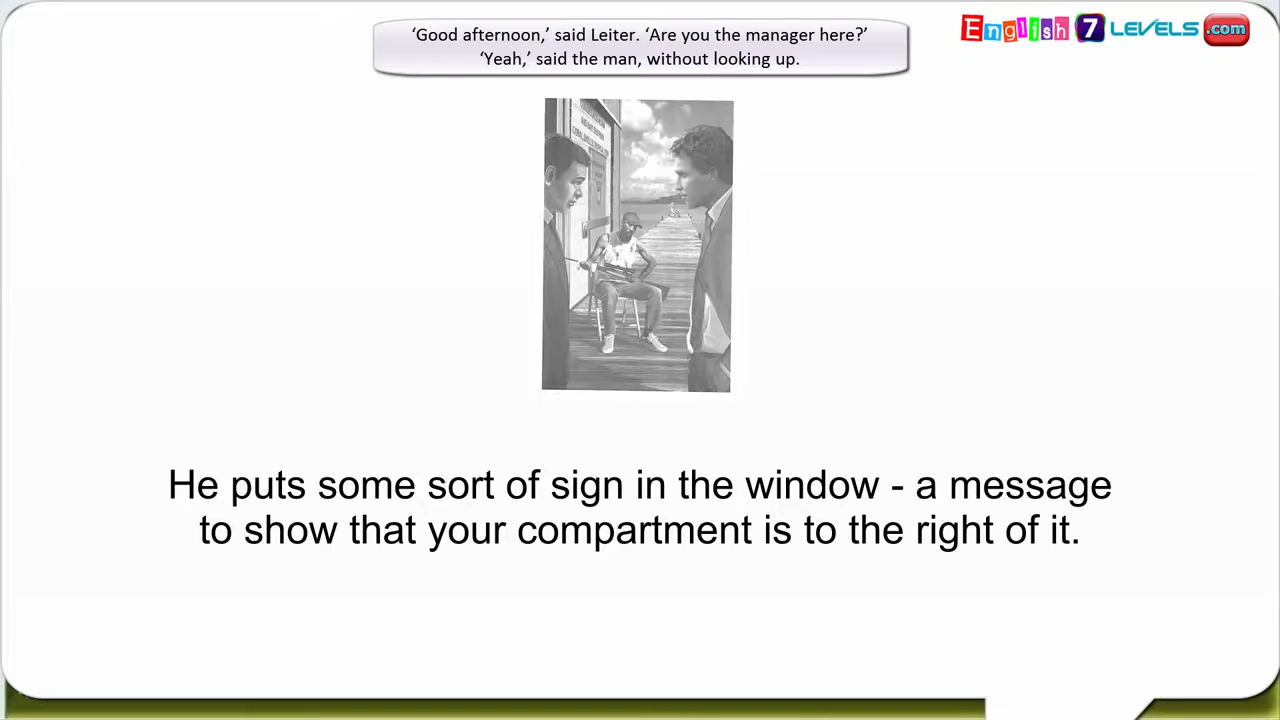 ‘Good afternoon,’ said Leiter. ‘Are you the manager here?’
‘Yeah,’ said the man, without looking up.
English 7 LEVELS .com
He puts some sort of sign in the window - a message
to show that your compartment is to the right of it.